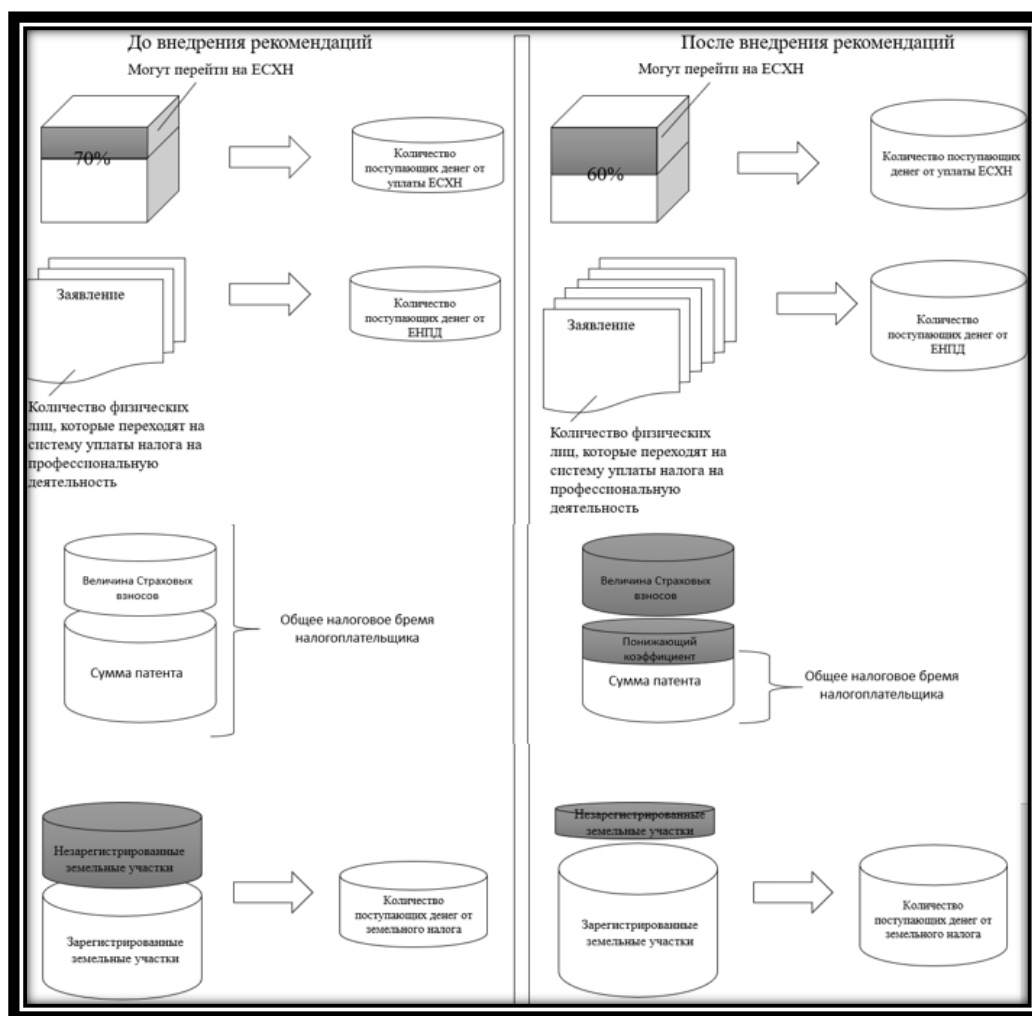 До внедрения рекомендаций
Могут перейти на ЕСХН
70%
Количество
поступающих денег от
уплаты ЕСХН
Заявление
Количество
поступающих денег от
ЕНПД
Количество физических
лиц, которые переходят на
систему уплаты налога на
профессиональную
деятельность
Величина Страховых
взносов
Сумма патента
Общее налоговое бремя
налогоплательщика
Незарегистрированные
земельные участки
Зарегистрированные
земельные участки
Количество
поступающих денег от
земельного налога
После внедрения рекомендаций
Могут перейти на ЕСХН
60%
Количество поступающих
денег от уплаты ЕСХН
Заявление
Количество
поступающих денег от
ЕНПД
Количество физических
лиц, которые переходят на
систему уплаты налога на
профессиональную
деятельность
Величина Страховых
взносов
Понижающий
коэффициент
Сумма патента
Общее налоговое бремя
налогоплательщика
Незарегистрированные
земельные участки
Зарегистрированные
земельные участки
Количество
поступающих денег от
земельного налога